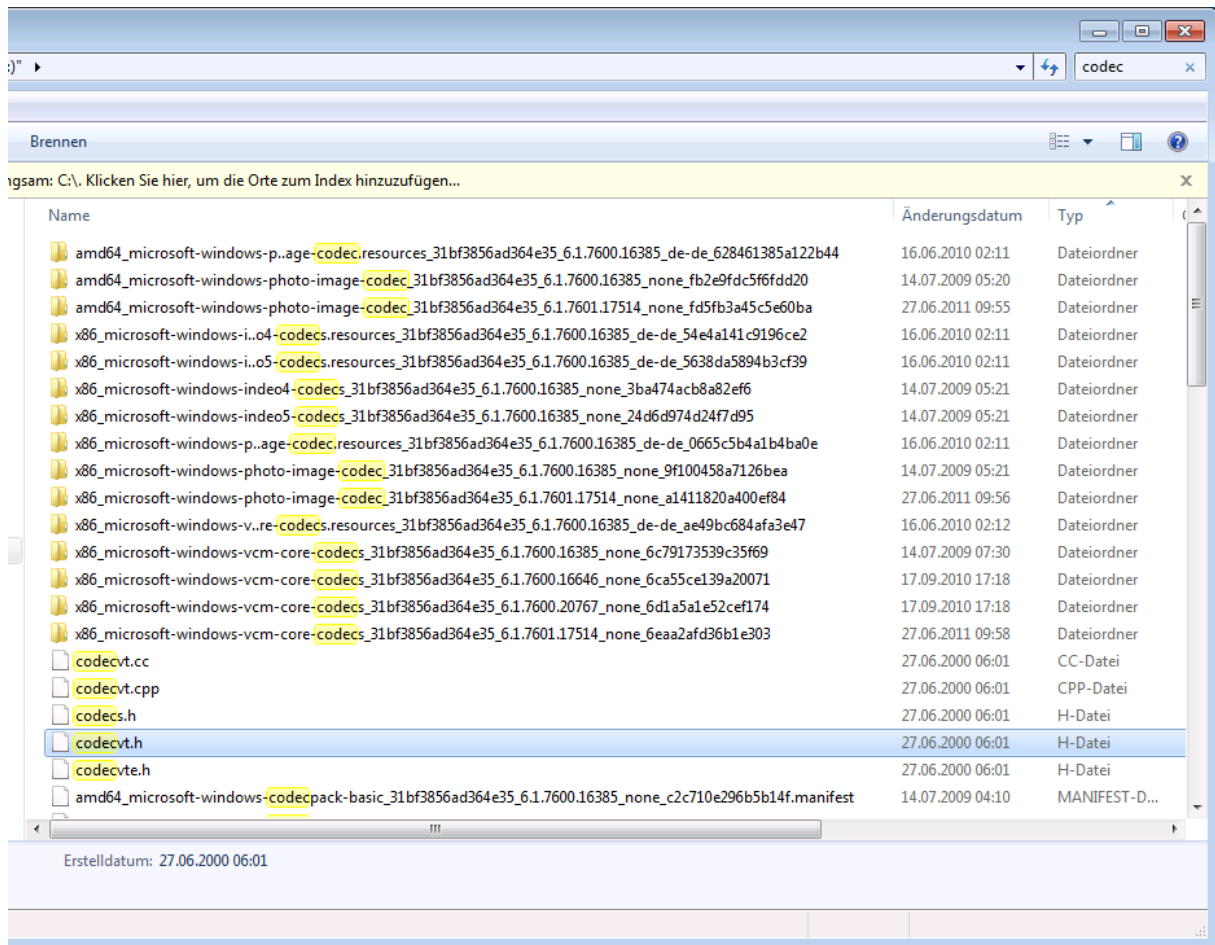 :)"
codec
Brennen
ngsam: C:\. Klicken Sie hier, um die Orte zum Index hinzuzufügen...
Name Änderungsdatum Typ
amd64_microsoft-windows-p..age-codec.resources_31bf3856ad364e35_6.1.7600.16385_de-de_628461385a122b44 16.06.2010 02:11 Dateiordner
amd64_microsoft-windows-photo-image-codec_31bf3856ad364e35_6.1.7600.16385_none_fb2e9fdc5f6fdd20 14.07.2009 05:20 Dateiordner
amd64_microsoft-windows-photo-image-codec_31bf3856ad364e35_6.1.7601.17514_none_fd5fb3a45c5e60ba 27.06.2011 09:55 Dateiordner
x86_microsoft-windows-i..o4-codecs.resources_31bf3856ad364e35_6.1.7600.16385_de-de_54e4a141c9196ce2 16.06.2010 02:11 Dateiordner
x86_microsoft-windows-i..o5-codecs.resources_31bf3856ad364e35_6.1.7600.16385_de-de_5638da5894b3cf39 16.06.2010 02:11 Dateiordner
x86_microsoft-windows-indeo4-codecs_31bf3856ad364e35_6.1.7600.16385_none_3ba474acb8a82ef6 14.07.2009 05:21 Dateiordner
x86_microsoft-windows-indeo5-codecs_31bf3856ad364e35_6.1.7600.16385_none_24d6d974d24f7d95 14.07.2009 05:21 Dateiordner
x86_microsoft-windows-p..age-codec.resources_31bf3856ad364e35_6.1.7600.16385_de-de_0665c5b4a1b4ba0e 16.06.2010 02:11 Dateiordner
x86_microsoft-windows-photo-image-codec_31bf3856ad364e35_6.1.7600.16385_none_9f100458a7126bea 14.07.2009 05:21 Dateiordner
x86_microsoft-windows-photo-image-codec_31bf3856ad364e35_6.1.7601.17514_none_a1411820a400ef84 27.06.2011 09:56 Dateiordner
x86_microsoft-windows-v..re-codecs.resources_31bf3856ad364e35_6.1.7600.16385_de-de_ae49bc684afa3e47 16.06.2010 02:12 Dateiordner
x86_microsoft-windows-vcm-core-codecs_31bf3856ad364e35_6.1.7600.16385_none_6c79173539c35f69 14.07.2009 07:30 Dateiordner
x86_microsoft-windows-vcm-core-codecs_31bf3856ad364e35_6.1.7600.16646_none_6ca55ce139a20071 17.09.2010 17:18 Dateiordner
x86_microsoft-windows-vcm-core-codecs_31bf3856ad364e35_6.1.7600.20767_none_6d1a5a1e52cef174 17.09.2010 17:18 Dateiordner
x86_microsoft-windows-vcm-core-codecs_31bf3856ad364e35_6.1.7601.17514_none_6eaa2afd36b1e303 27.06.2011 09:58 Dateiordner
codecvt.cc 27.06.2000 06:01 CC-Datei
codecvt.cpp 27.06.2000 06:01 CPP-Datei
codecs.h 27.06.2000 06:01 H-Datei
codecvt.h 27.06.2000 06:01 H-Datei
codecvte.h 27.06.2000 06:01 H-Datei
amd64_microsoft-windows-codecpack-basic_31bf3856ad364e35_6.1.7600.16385_none_c2c710e296b5b14f.manifest 14.07.2009 04:10 MANIFEST-D...
Erstelldatum: 27.06.2000 06:01